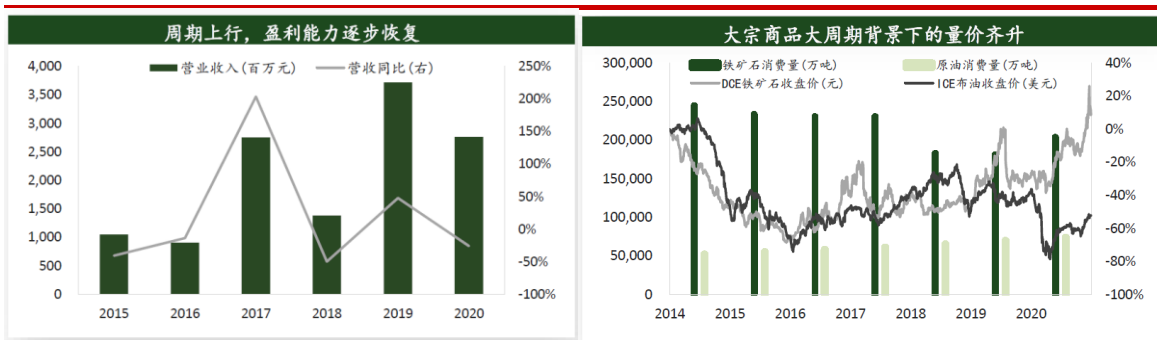 周期上行，盈利能力逐步恢复
营业收入(百万元) 营收同比(右)
4,000 250%
3,500 200%
3,000 150%
2,500 100%
2,000 50%
1,500 0%
1,000 -50%
500 -100%
0
2015 2016 2017 2018 2019 2020
大宗商品大周期背景下的量价齐升
铁矿石消费量(万吨) 原油消费量(万吨)
DCE铁矿石收盘价(元) ICE布油收盘价(美元)
300,000 40%
250,000 20%
200,000 0%
150,000 -20%
100,000 -40%
50,000 -60%
0 -80%
-100%
2014 2015 2016 2017 2018 2019 2020